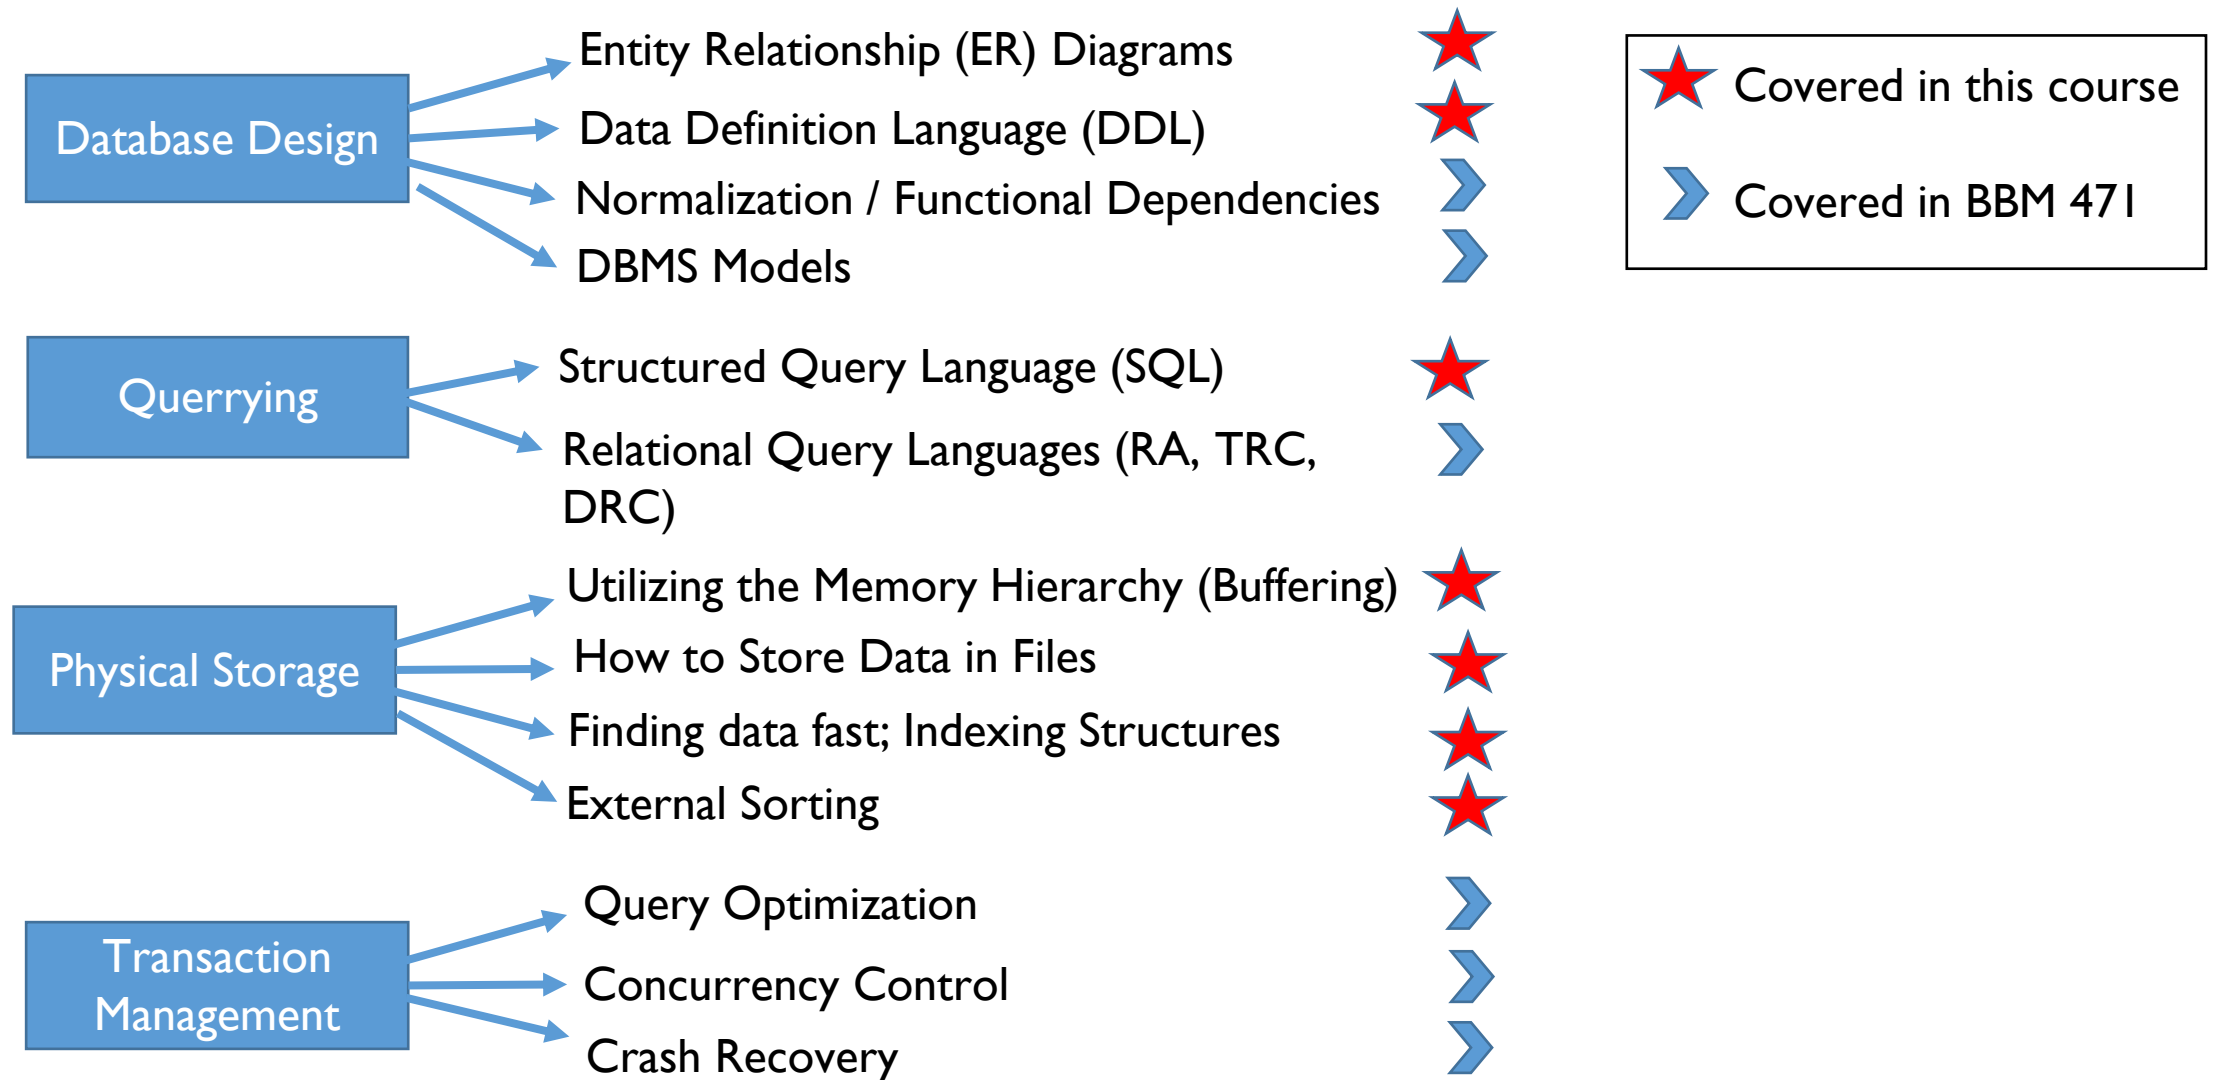 Database Design
Entity Relationship (ER) Diagrams
Data Definition Language (DDL)
Normalization / Functional Dependencies
DBMS Models
Querrying
Structured Query Language (SQL)
Relational Query Languages (RA, TRC,
DRC)
Physical Storage
Utilizing the Memory Hierarchy (Buffering)
How to Store Data in Files
Finding data fast; Indexing Structures
External Sorting
Transaction
Management
Query Optimization
Concurrency Control
Crash Recovery
Covered in this course
Covered in BBM 471